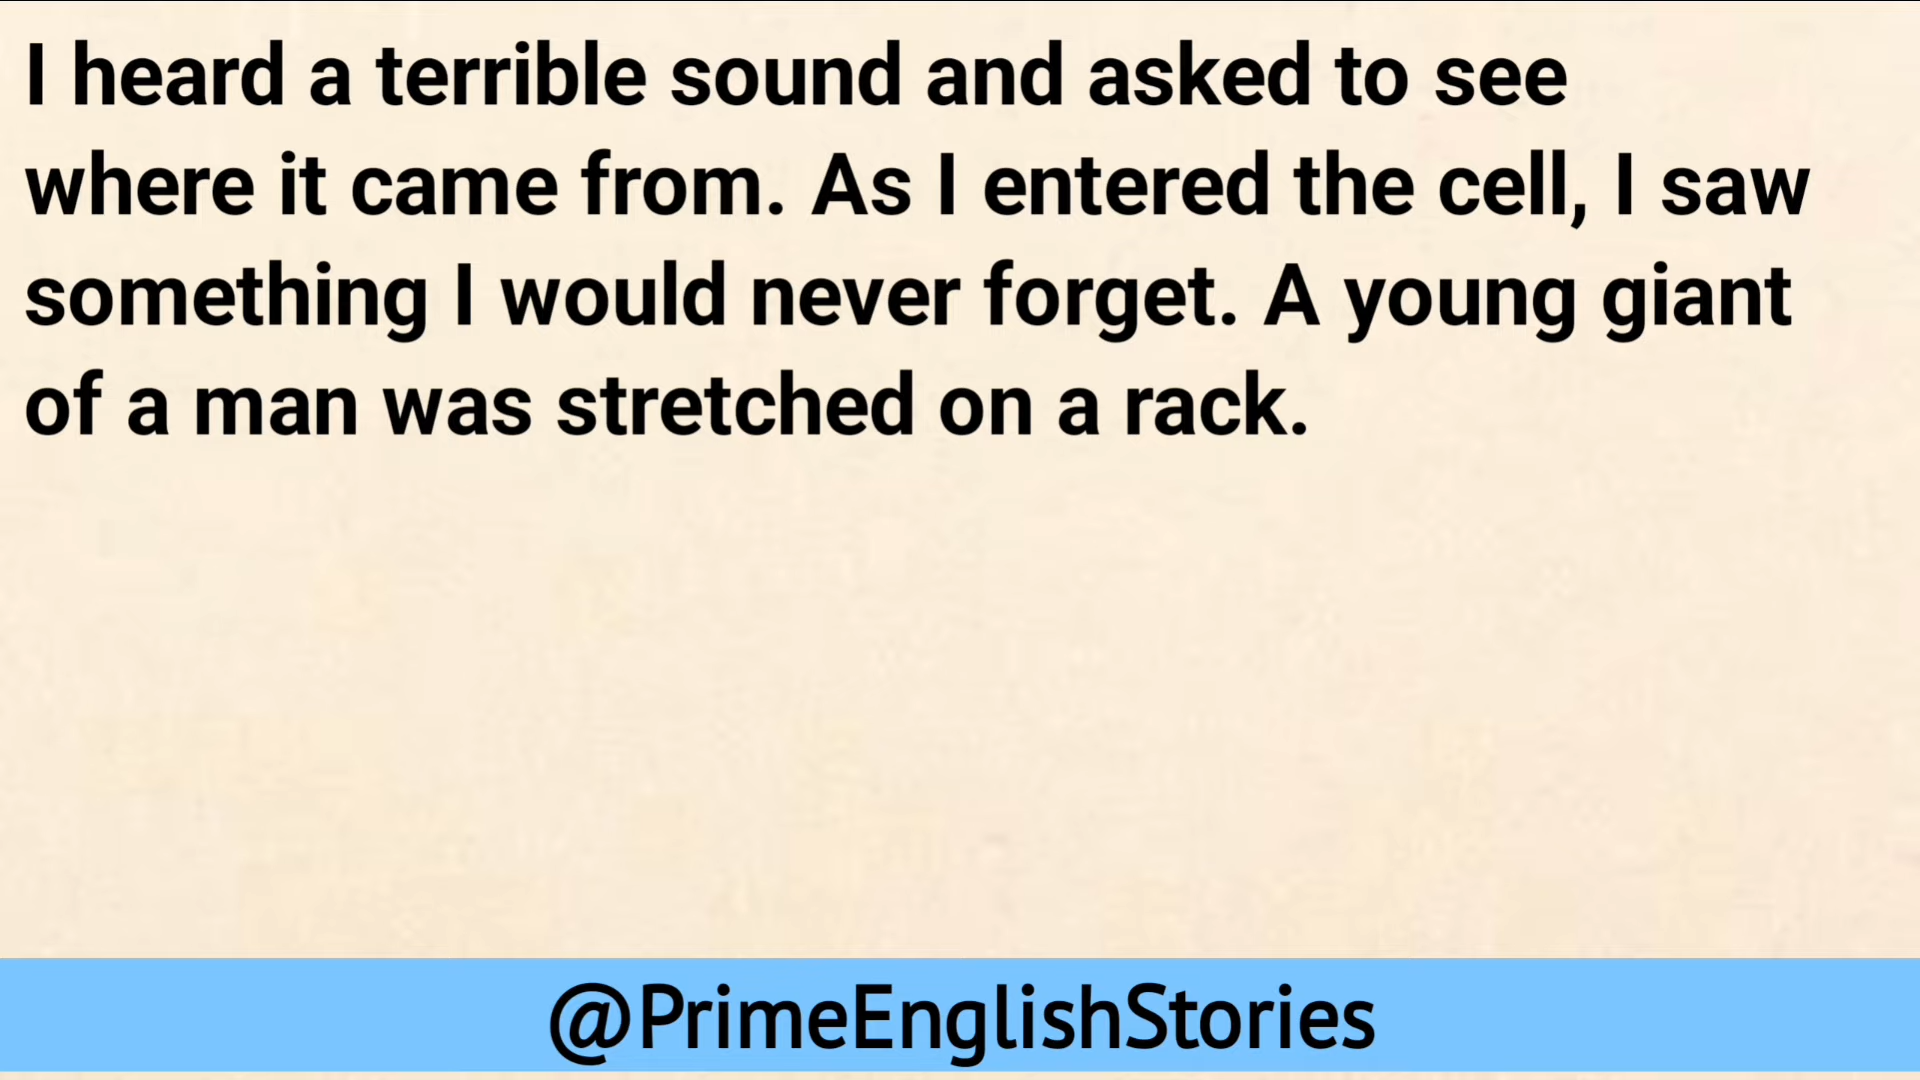 I heard a terrible sound and asked to see
where it came from. As I entered the cell, I saw
something I would never forget. A young giant
of a man was stretched on a rack.
@PrimeEnglishStories